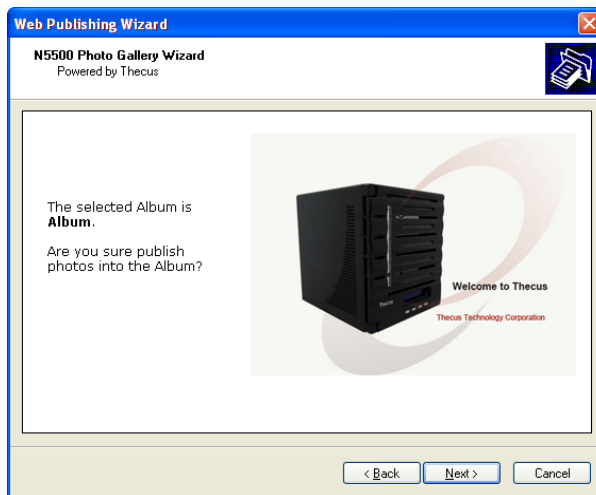 Web Publishing Wizard
N5500 Photo Gallery Wizard
Powered by Thecus
The selected Album is
Album.
Are you sure publish
photos into the Album?
Thecus
Welcome to Thecus
Thecus Technology Corporation
< Back
Next >
Cancel